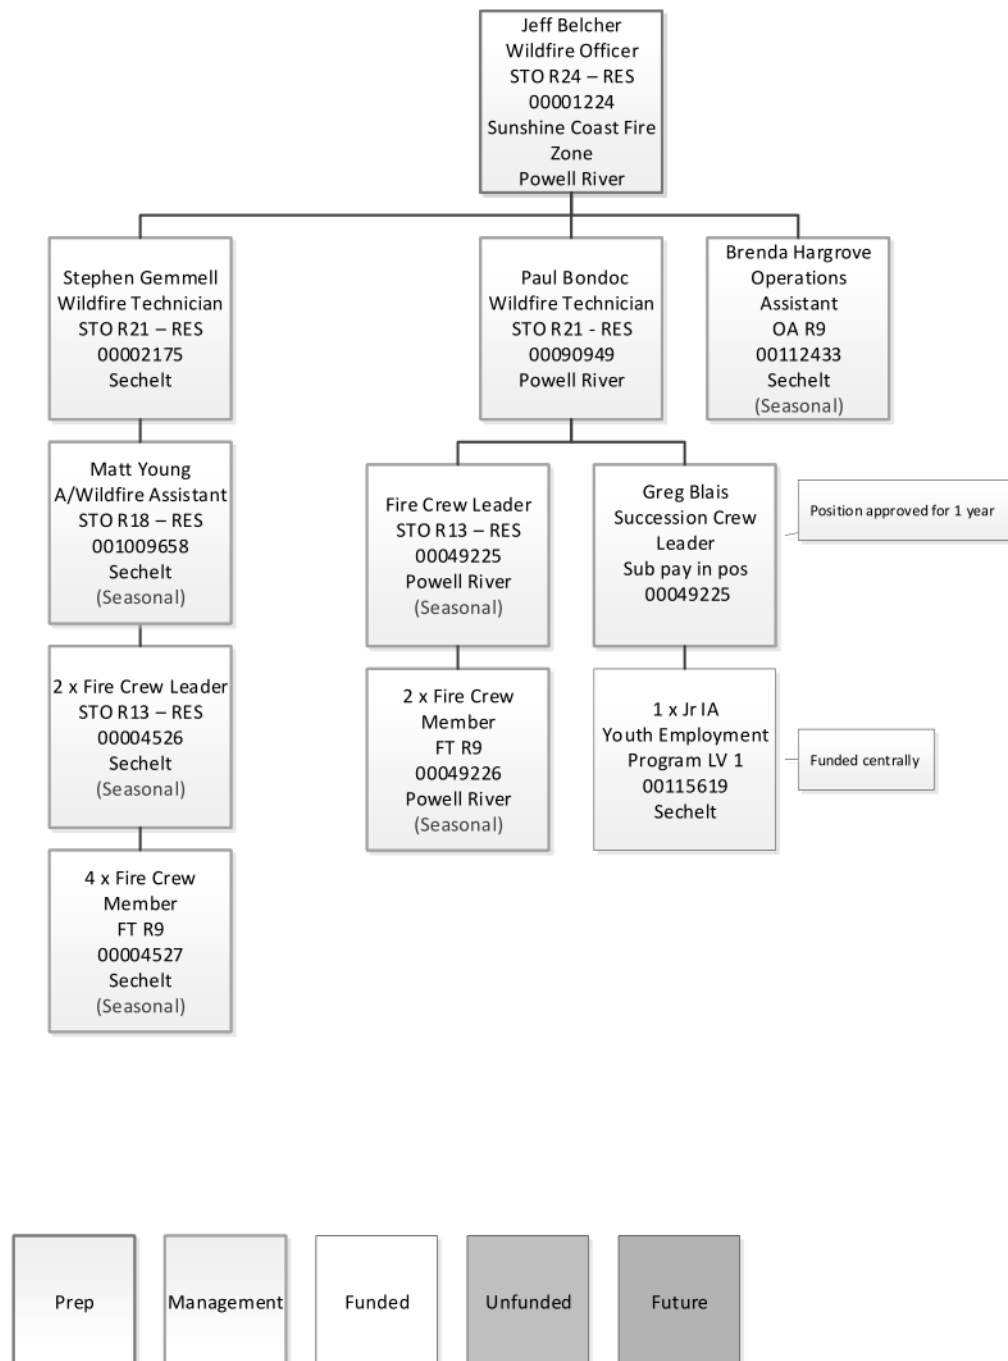 Jeff Belcher
Wildfire Officer
STO R24 – RES
00001224
Sunshine Coast Fire
Zone
Powell River
Stephen Gemmell
Wildfire Technician
STO R21 – RES
00002175
Sechelt
Paul Bondoc
Wildfire Technician
STO R21 - RES
00090949
Powell River
Brenda Hargrove
Operations
Assistant
OA R9
00112433
Sechelt
(Seasonal)
Matt Young
A/Wildfire Assistant
STO R18 – RES
001009658
Sechelt
(Seasonal)
Fire Crew Leader
STO R13 – RES
00049225
Powell River
(Seasonal)
Greg Blais
Succession Crew
Leader
Sub pay in pos
00049225
Position approved for 1 year
2 x Fire Crew Leader
STO R13 – RES
00004526
Sechelt
(Seasonal)
2 x Fire Crew
Member
FT R9
00049226
Powell River
(Seasonal)
1 x Jr IA
Youth Employment
Program LV 1
00115619
Sechelt
Funded centrally
4 x Fire Crew
Member
FT R9
00004527
Sechelt
(Seasonal)
Prep
Management
Funded
Unfunded
Future